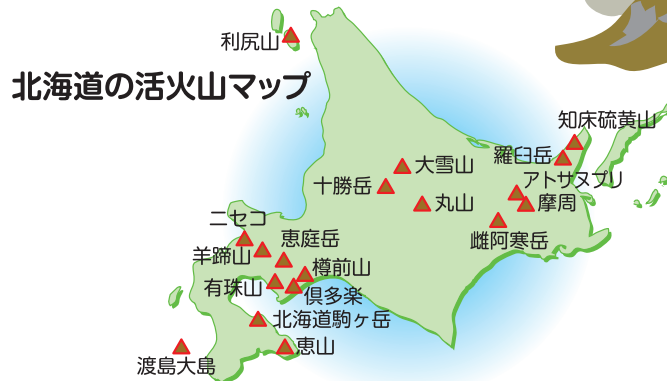 利尻山
北海道の活火山マップ
知床硫黄山
羅臼岳
大雪山
アトサヌプリ
十勝岳
丸山
摩周
ニセコ
雌阿寒岳
恵庭岳
羊蹄山
樽前山
有珠山
倶多楽
北海道駒ヶ岳
恵山
渡島大島